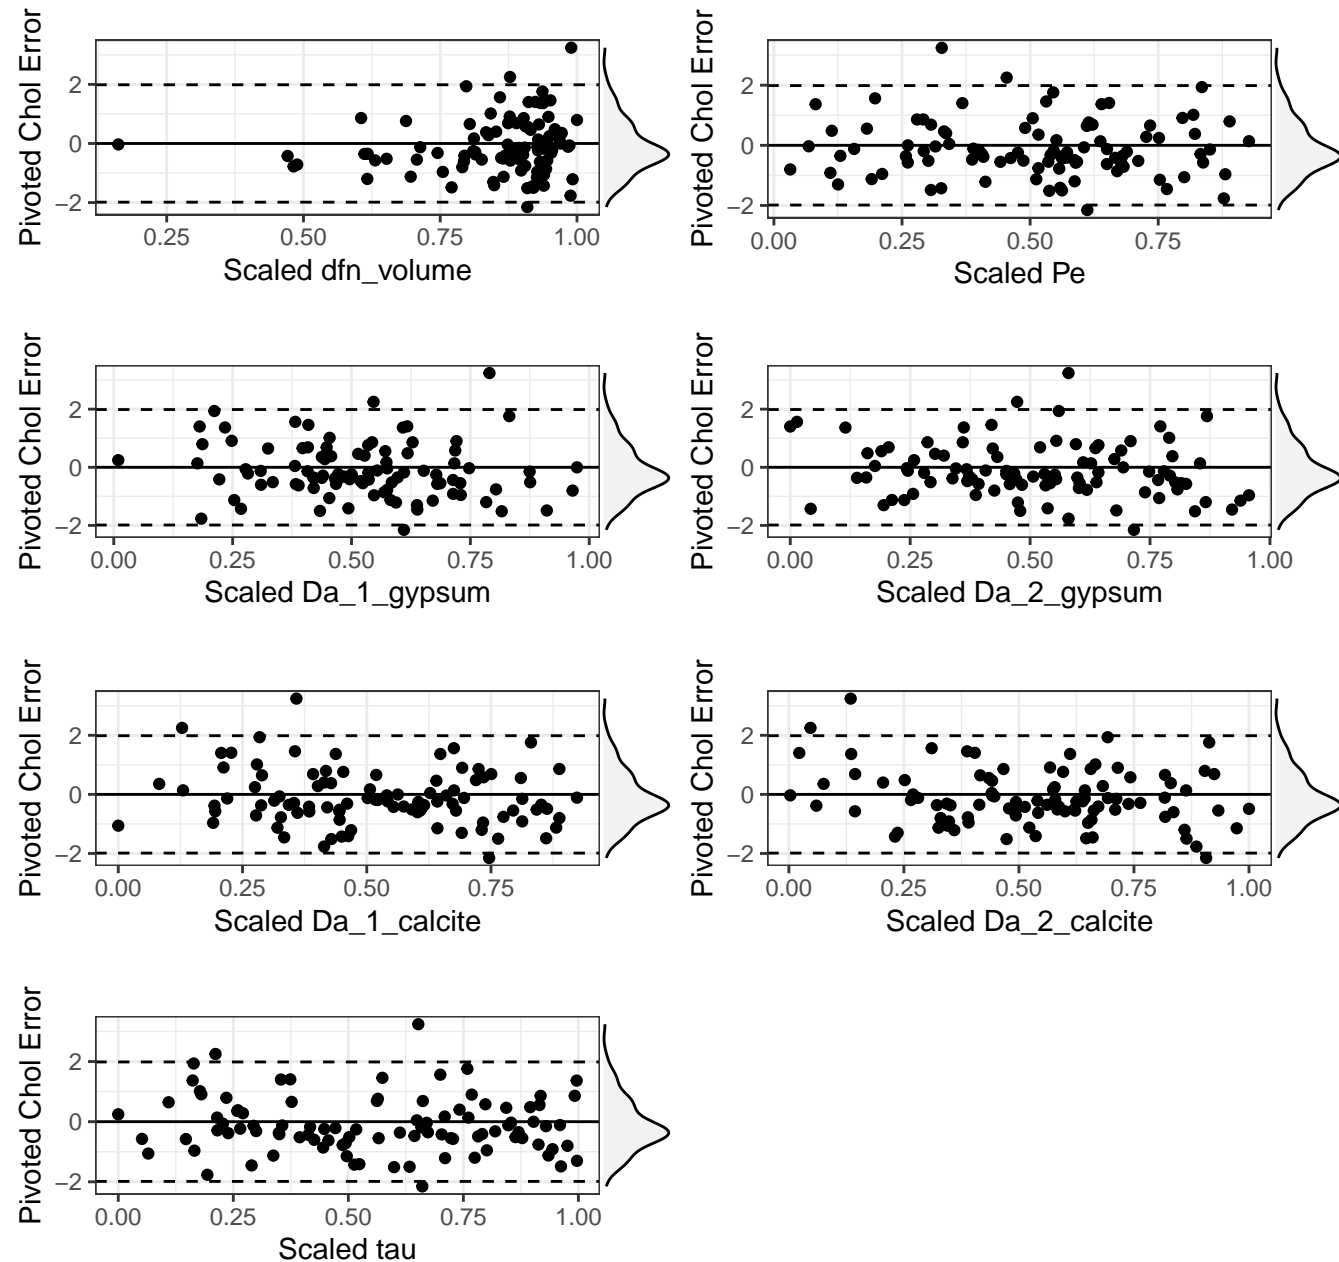 Pivoted Chol Error
2
0
−2
0.25 0.50 0.75 1.00
Scaled dfn_volume
Pivoted Chol Error
2
0
−2
0.00 0.25 0.50 0.75
Scaled Pe
Pivoted Chol Error
2
0
−2
0.00 0.25 0.50 0.75 1.00
Scaled Da_1_gypsum
Pivoted Chol Error
2
0
−2
0.00 0.25 0.50 0.75 1.00
Scaled Da_2_gypsum
Pivoted Chol Error
2
0
−2
0.00 0.25 0.50 0.75
Scaled Da_1_calcite
Pivoted Chol Error
2
0
−2
0.00 0.25 0.50 0.75 1.00
Scaled Da_2_calcite
Pivoted Chol Error
2
0
−2
0.00 0.25 0.50 0.75 1.00
Scaled tau